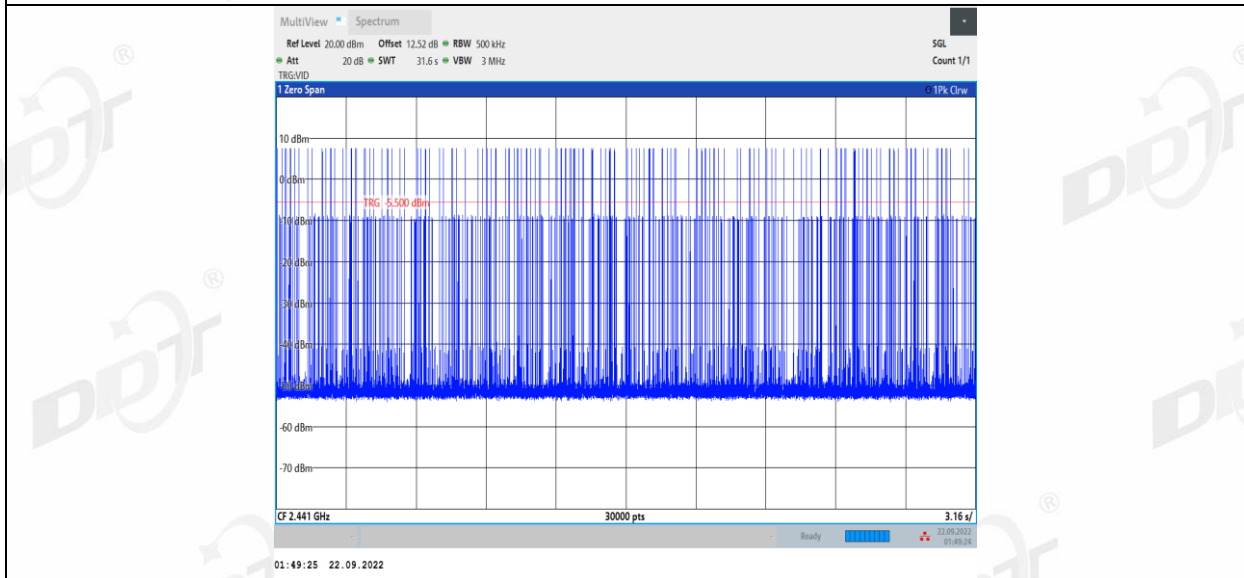 MultiView Spectrum
Ref Level 20.00 dBm Offset 12.52 dB RBW 500 kHz SGL
Att 20 dB SWT 31.6 s VBW 3 MHz Count 1/1
TRG:VID
1 Zero Span 1Pk Clrw
10 dBm
0 dBm
TRG -5.500 dBm
-10 dBm
-20 dBm
-30 dBm
-40 dBm
-50 dBm
-60 dBm
-70 dBm
CF 2.441 GHz 30000 pts 3.16 s/
Ready 22.09.2022
01:49:24
01:49:25 22.09.2022
DDT
®
DDT
®
DDT
®